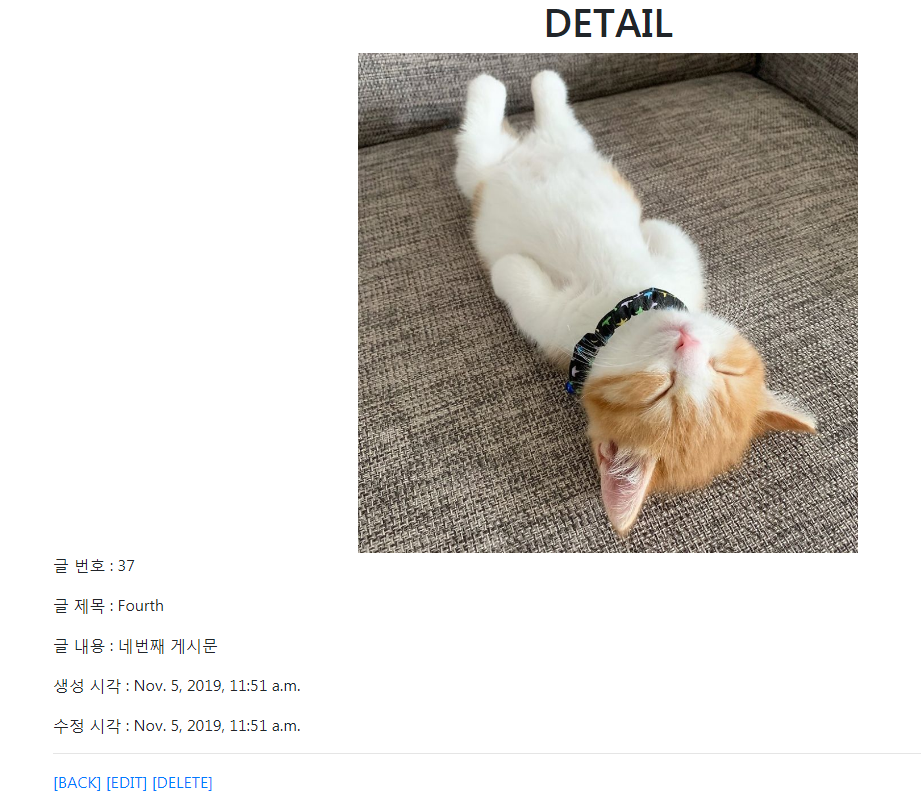 DETAIL
글 번호 : 37
글 제목 : Fourth
글 내용 : 네번째 게시문
생성 시각 : Nov. 5, 2019, 11:51 a.m.
수정 시각 : Nov. 5, 2019, 11:51 a.m.
[BACK] [EDIT] [DELETE]